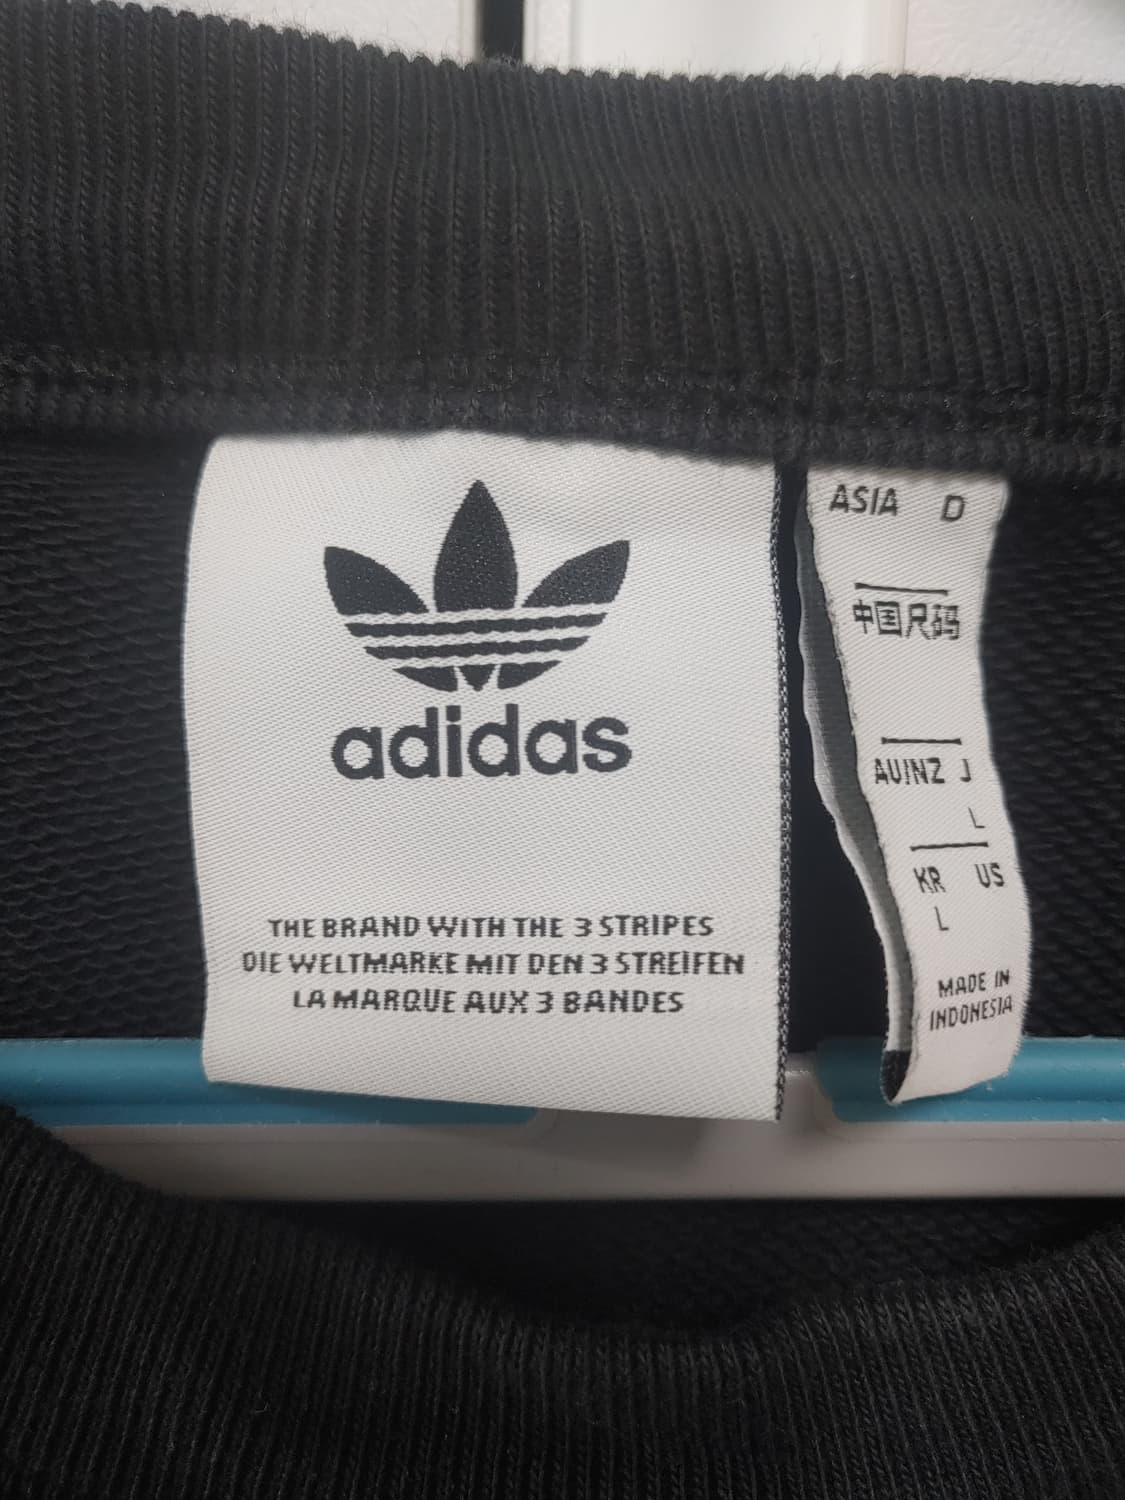 adidas
THE BRAND WITH THE 3 STRIPES
DIE WELTMARKE MIT DEN 3 STREIFEN
LA MARQUE AUX 3 BANDES
ASIA D
中国尺码
AU/NZ J
L
KR US
L
MADE IN
INDONESIA